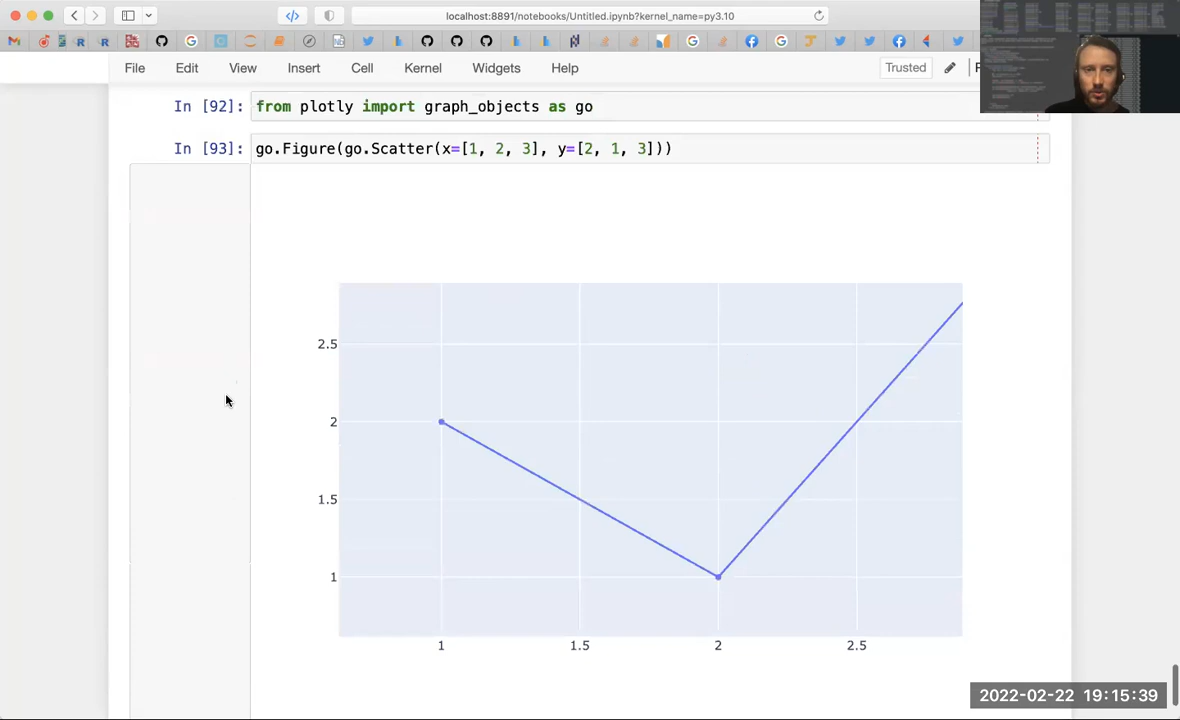 localhost:8891/notebooks/Untitled.ipynb?kernel_name=py3.10
File Edit View Insert Cell Kernel Widgets Help
Trusted
In [92]: from plotly import graph_objects as go
In [93]: go.Figure(go.Scatter(x=[1, 2, 3], y=[2, 1, 3]))
2.5
2
1.5
1
1 1.5 2 2.5
2022-02-22 19:15:39